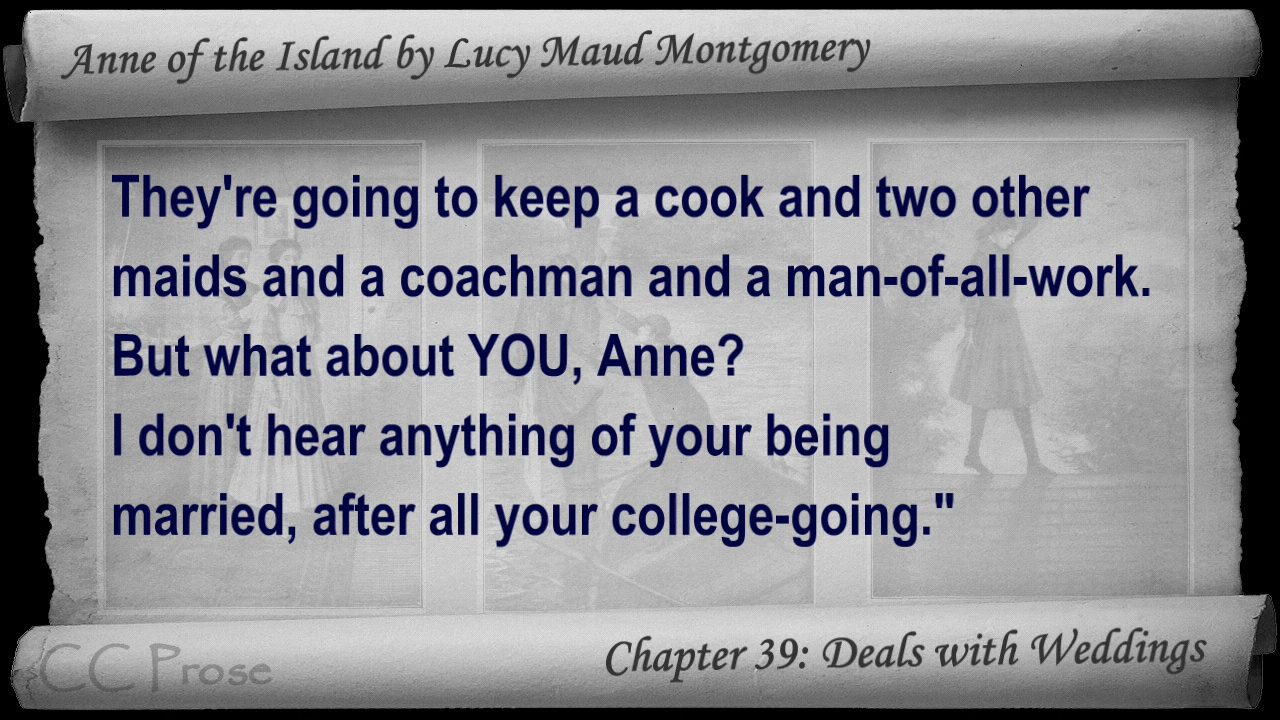 Anne of the Island by Lucy Maud Montgomery
They're going to keep a cook and two other
maids and a coachman and a man-of-all-work.
But what about YOU, Anne?
I don't hear anything of your being
married, after all your college-going."
CC Prose
Chapter 39: Deals with Weddings